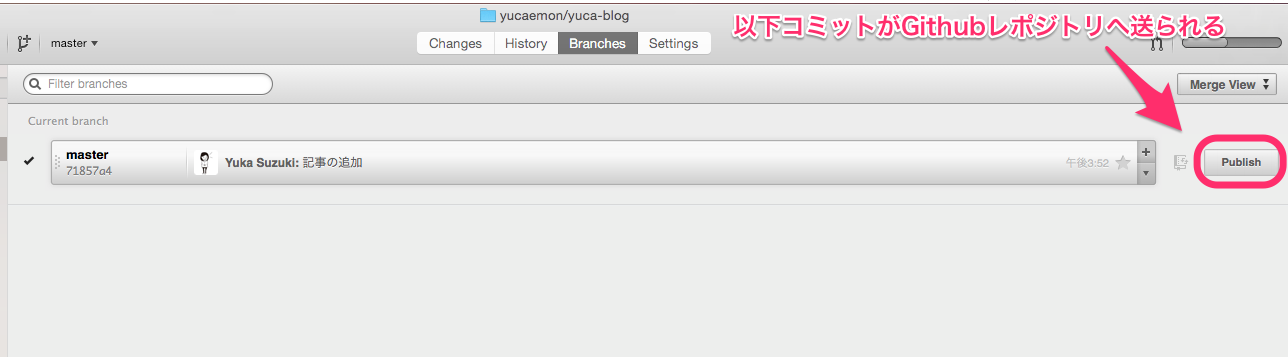 yucaemon/yuca-blog
以下コミットがGithubレポジトリへ送られる
master
Changes
History
Branches
Settings
Filter branches
Merge View
Current branch
master
71857a4
Yuka Suzuki: 記事の追加
午後3:52
Publish